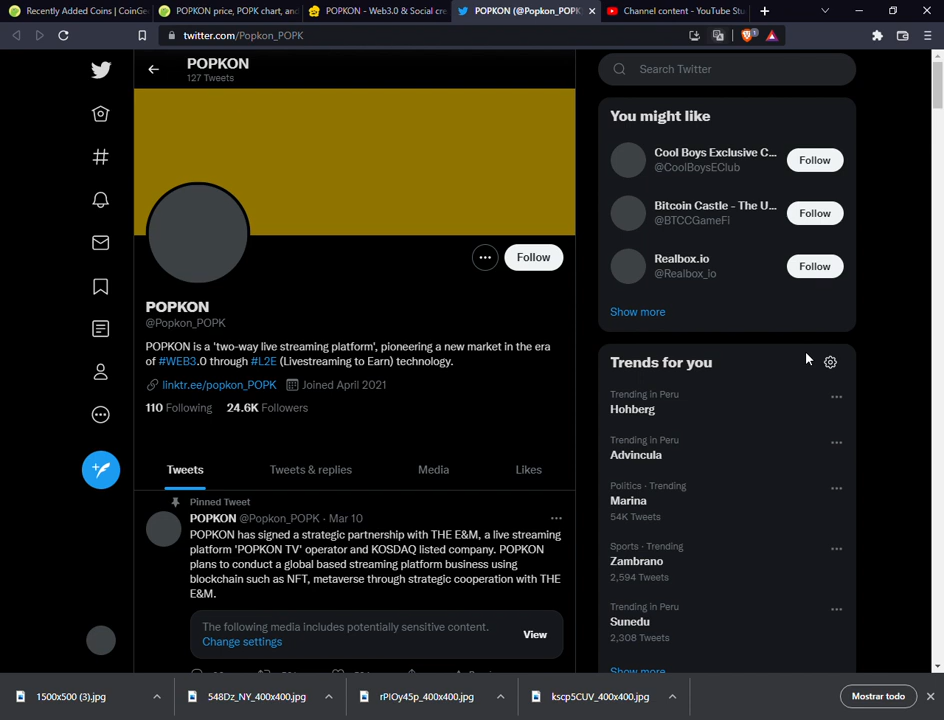 Recently Added Coins | CoinGe
POPKON price, POPK chart, and
POPKON - Web3.0 & Social cre
POPKON (@Popkon_POPK
Channel content - YouTube Stu
twitter.com/Popkon_POPK
POPKON
127 Tweets
Search Twitter
You might like
Cool Boys Exclusive C...
@CoolBoysEClub
Follow
Bitcoin Castle - The U...
@BTCCGameFI
Follow
Realbox.io
@Realbox_io
Follow
Show more
Follow
POPKON
@Popkon_POPK
POPKON is a 'two-way live streaming platform', pioneering a new market in the era
of #WEB3.0 through #L2E (Livestreaming to Earn) technology.
linktr.ee/popkon_POPK Joined April 2021
110 Following 24.6K Followers
Tweets Tweets & replies Media Likes
Pinned Tweet
POPKON @Popkon_POPK · Mar 10
POPKON has signed a strategic partnership with THE E&M, a live streaming
platform 'POPKON TV' operator and KOSDAQ listed company. POPKON
plans to conduct a global based streaming platform business using
blockchain such as NFT, metaverse through strategic cooperation with THE
E&M.
The following media includes potentially sensitive content.
Change settings
View
Trends for you
Trending in Peru
Hohberg
Trending in Peru
Advincula
Politics · Trending
Marina
54K Tweets
Sports · Trending
Zambrano
2,594 Tweets
Trending in Peru
Sunedu
2,308 Tweets
Show more
1500x500 (3).jpg
548Dz_NY_400x400.jpg
rPIOy45p_400x400.jpg
kscp5CUV_400x400.jpg
Mostrar todo